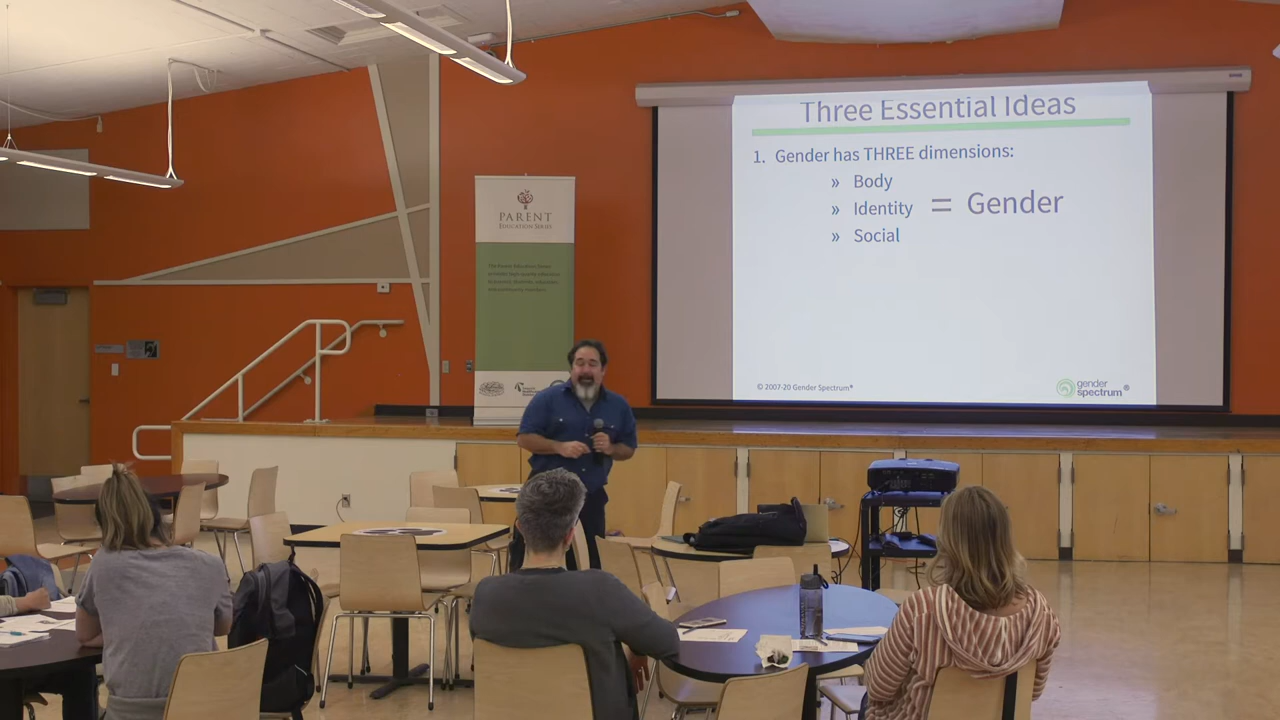 Three Essential Ideas
1. Gender has THREE dimensions:
» Body
» Identity
» Social
= Gender
© 2007-20 Gender Spectrum®
gender
spectrum®
PARENT
EDUCATION SERIES